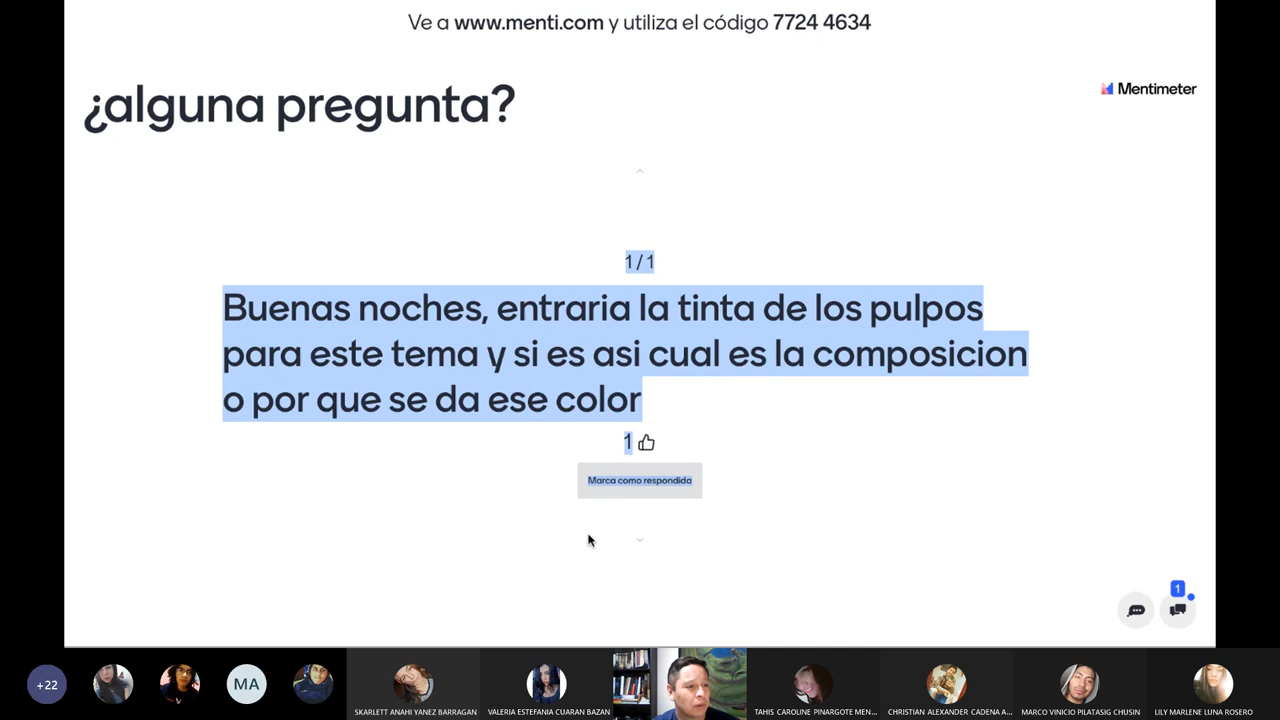 Ve a www.menti.com y utiliza el código 7724 4634
¿alguna pregunta?
Mentimeter
1/1
Buenas noches, entraria la tinta de los pulpos
para este tema y si es asi cual es la composicion
o por que se da ese color
1
Marca como respondida
1
+22
MA
SKARLETT ANAHI YANEZ BARRAGAN
VALERIA ESTEFANIA CUARAN BAZAN
TAHIS CAROLINE PINARGOTE MEN...
CHRISTIAN ALEXANDER CADENA A...
MARCO VINICIO PILATASIG CHUSIN
LILY MARLENE LUNA ROSERO